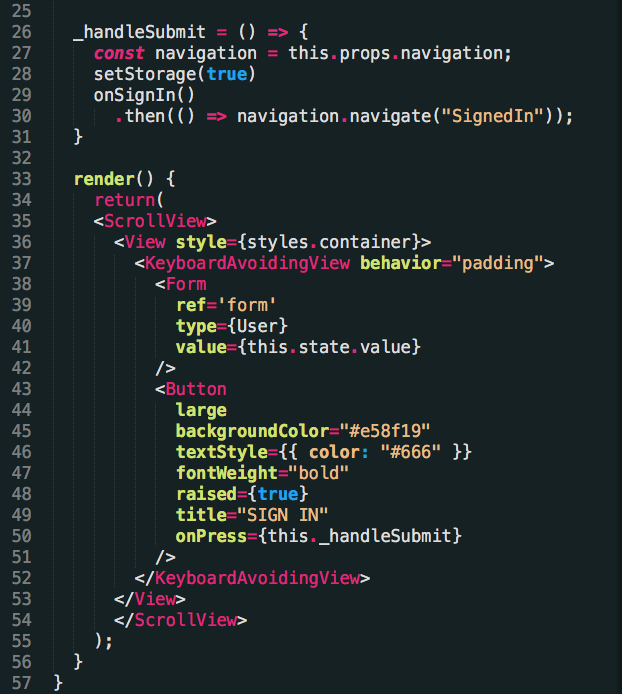 25
26 _handleSubmit = () => {
27 const navigation = this.props.navigation;
28 setStorage(true)
29 onSignIn()
30 .then(() => navigation.navigate("SignedIn"));
31 }
32
33 render() {
34 return(
35 <ScrollView>
36 <View style={styles.container}>
37 <KeyboardAvoidingView behavior="padding">
38 <Form
39 ref='form'
40 type={User}
41 value={this.state.value}
42 />
43 <Button
44 large
45 backgroundColor="#e58f19"
46 textStyle={{ color: "#666" }}
47 fontWeight="bold"
48 raised={true}
49 title="SIGN IN"
50 onPress={this._handleSubmit}
51 />
52 </KeyboardAvoidingView>
53 </View>
54 </ScrollView>
55 );
56 }
57 }